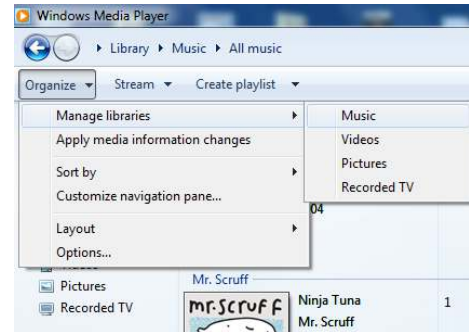 Windows Media Player
Library Music All music
Organize Stream Create playlist
Manage libraries
Apply media information changes
Sort by
Customize navigation pane...
Layout
Options...
Music
Videos
Pictures
Recorded TV
04
Pictures
Recorded TV
Mr. Scruff
mr.scruff
Ninja Tuna
Mr. Scruff
1